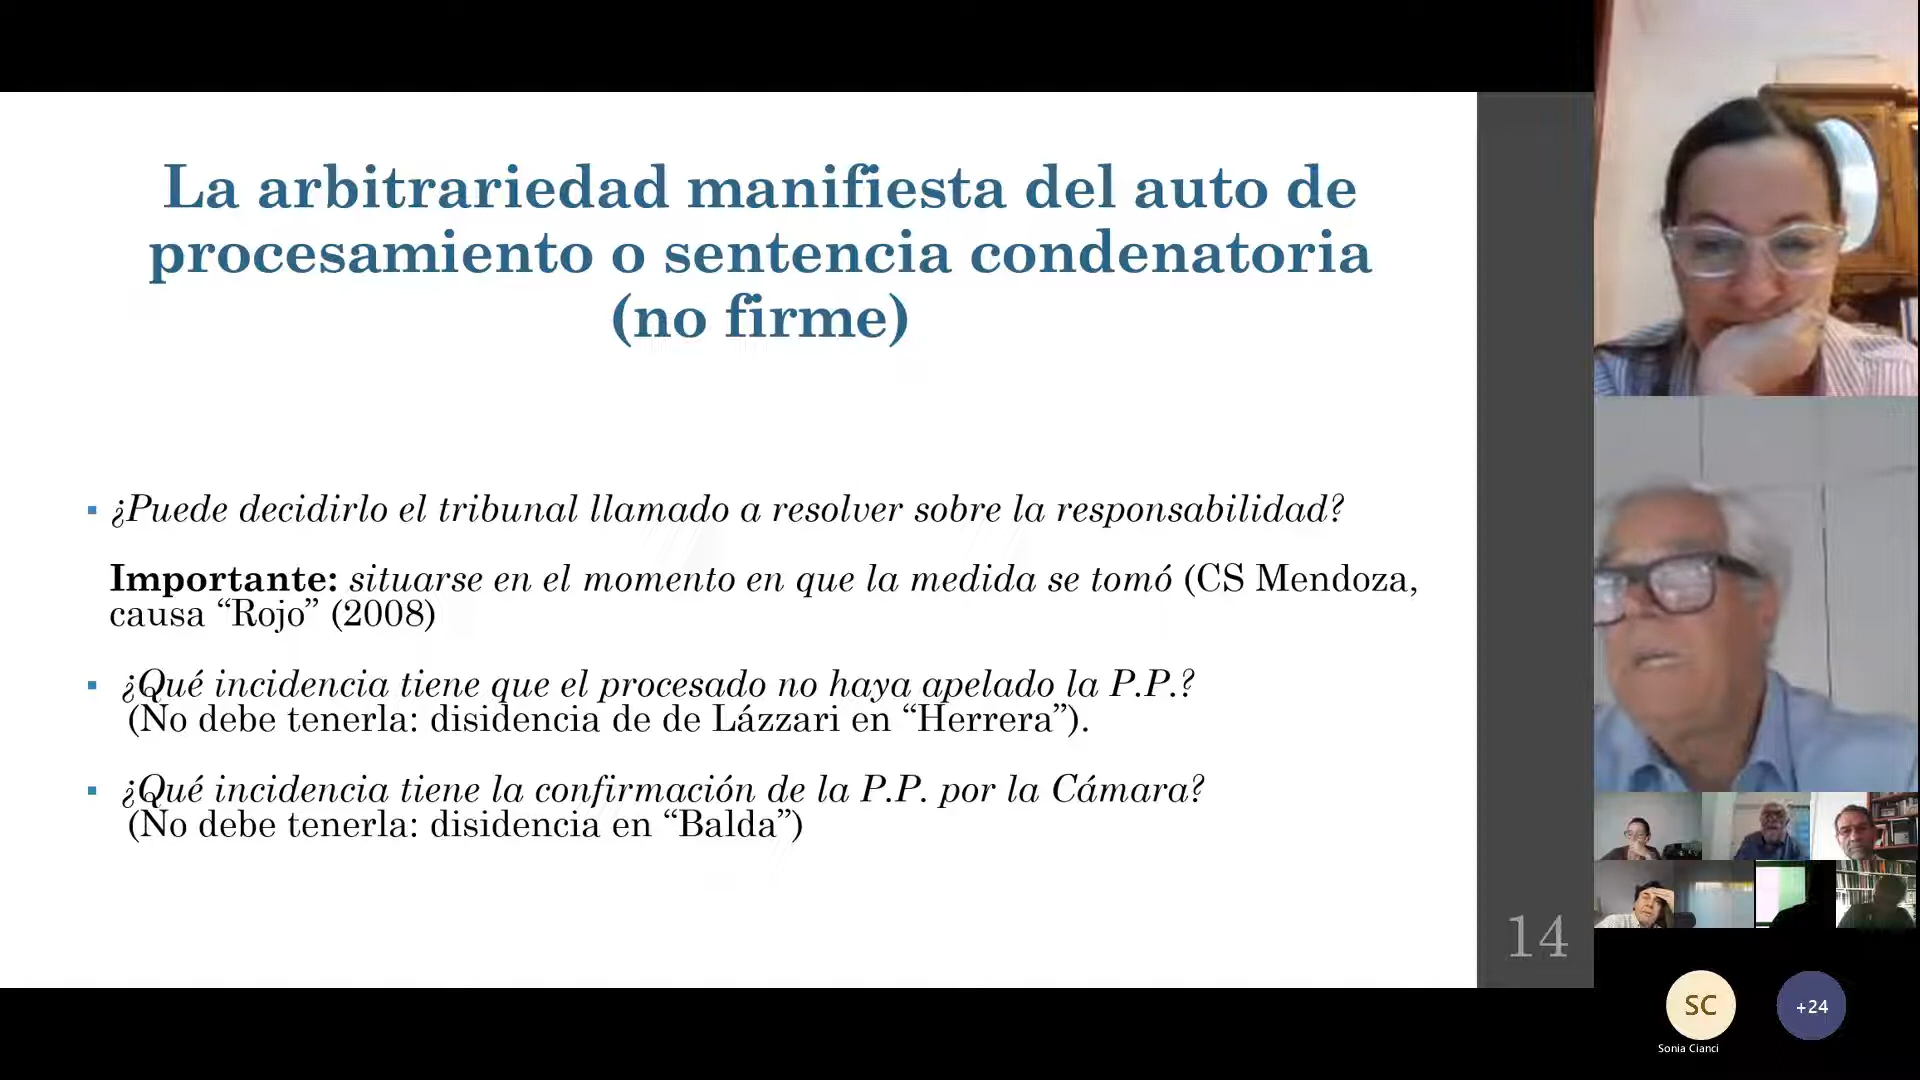 La arbitrariedad manifiesta del auto de
procesamiento o sentencia condenatoria
(no firme)
▪ ¿Puede decidirlo el tribunal llamado a resolver sobre la responsabilidad?
Importante: situarse en el momento en que la medida se tomó (CS Mendoza,
causa “Rojo” (2008)
▪ ¿Qué incidencia tiene que el procesado no haya apelado la P.P.?
(No debe tenerla: disidencia de de Lázzari en “Herrera”).
▪ ¿Qué incidencia tiene la confirmación de la P.P. por la Cámara?
(No debe tenerla: disidencia en “Balda”)
14
SC
+24
Sonia Cianci